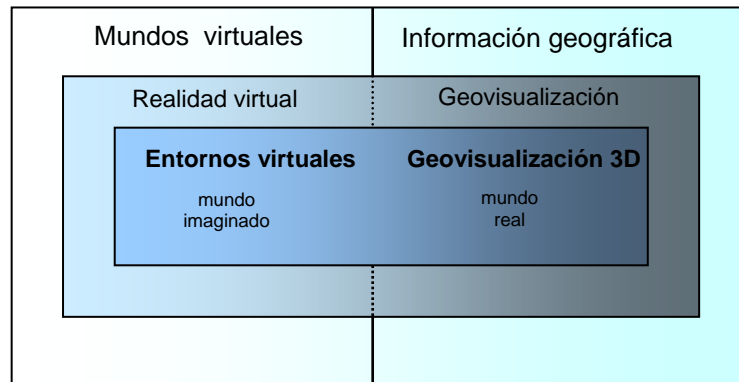 Mundos virtuales
Información geográfica
Realidad virtual
Geovisualización
Entornos virtuales
Geovisualización 3D
mundo
imaginado
mundo
real